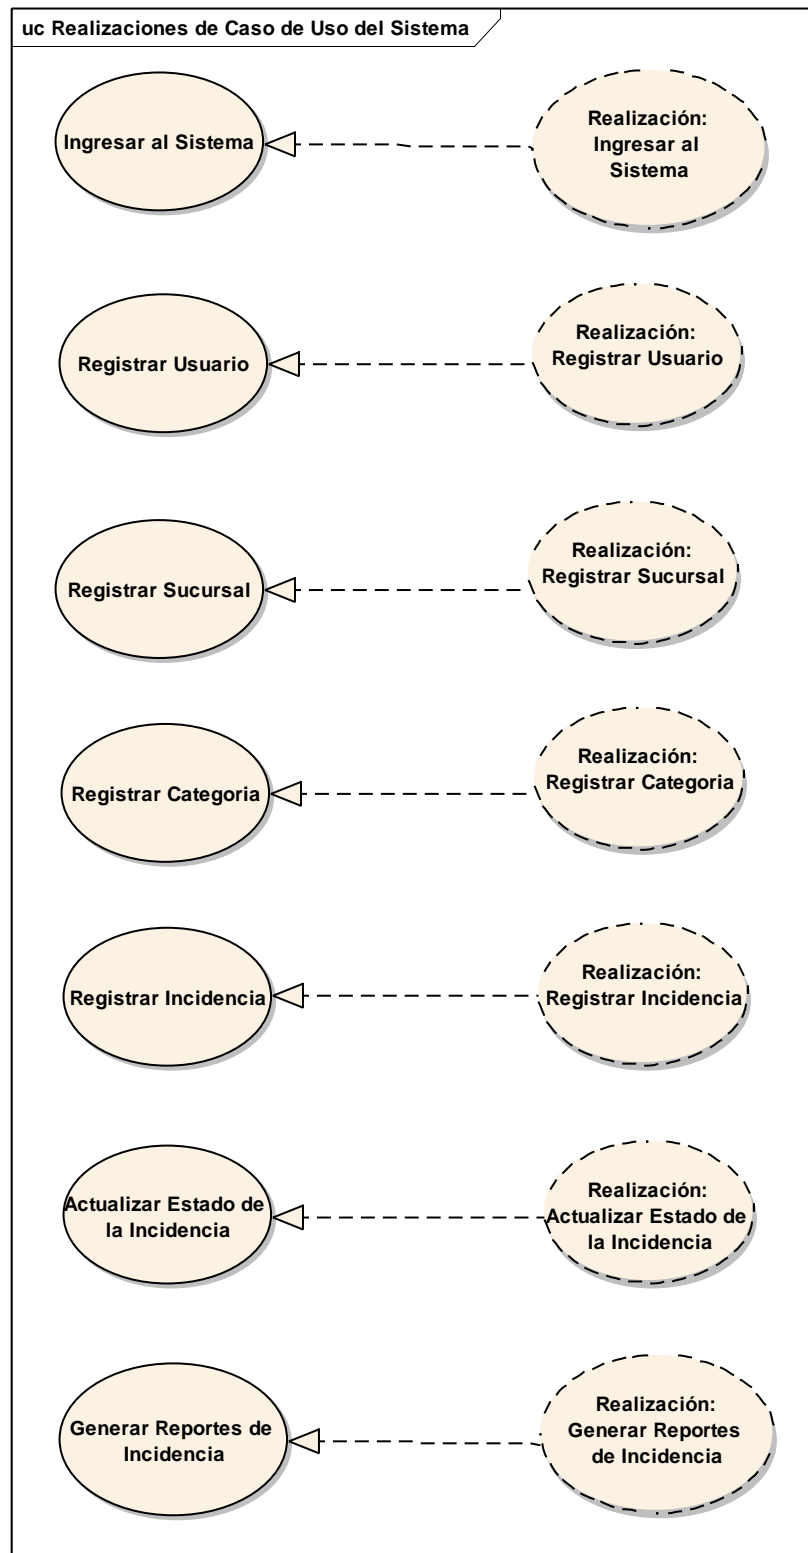 uc Realizaciones de Caso de Uso del Sistema
Ingresar al Sistema
Realización:
Ingresar al
Sistema
Registrar Usuario
Realización:
Registrar Usuario
Registrar Sucursal
Realización:
Registrar Sucursal
Registrar Categoria
Realización:
Registrar Categoria
Registrar Incidencia
Realización:
Registrar Incidencia
Actualizar Estado de
la Incidencia
Realización:
Actualizar Estado de
la Incidencia
Generar Reportes de
Incidencia
Realización:
Generar Reportes
de Incidencia